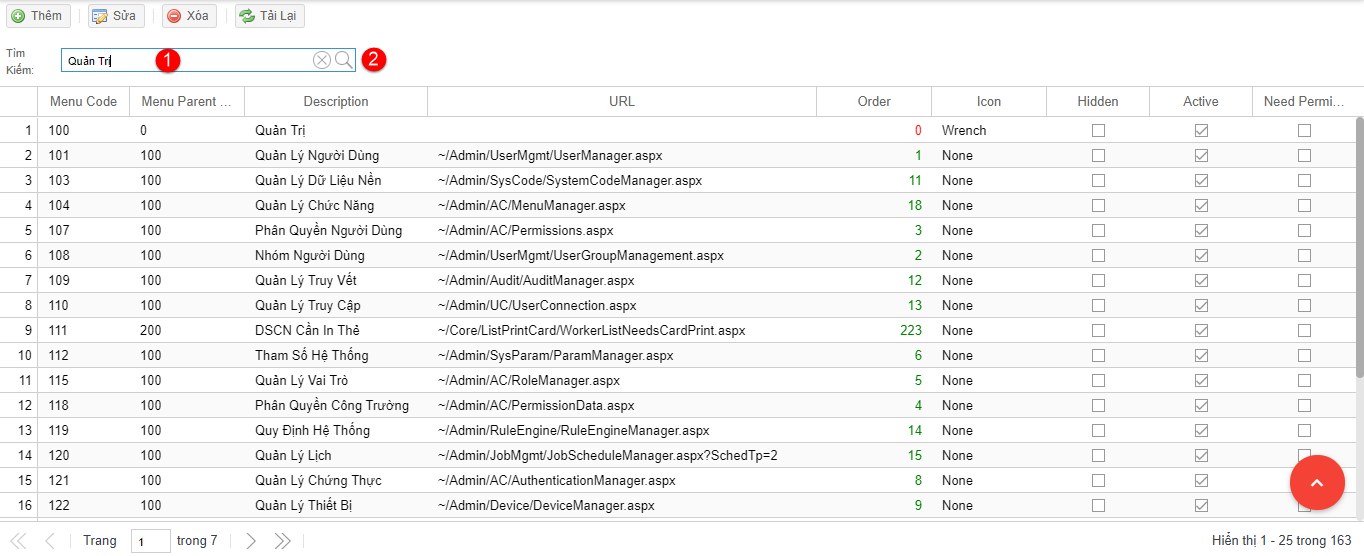 Thêm Sửa Xóa Tải Lại
Tìm
Kiếm:
Quản Trị 1 2
Menu Code Menu Parent ... Description URL Order Icon Hidden Active Need Permi...
1 100 0 Quản Trị 0 Wrench
2 101 100 Quản Lý Người Dùng ~/Admin/UserMgmt/UserManager.aspx 1 None
3 103 100 Quản Lý Dữ Liệu Nền ~/Admin/SysCode/SystemCodeManager.aspx 11 None
4 104 100 Quản Lý Chức Năng ~/Admin/AC/MenuManager.aspx 18 None
5 107 100 Phân Quyền Người Dùng ~/Admin/AC/Permissions.aspx 3 None
6 108 100 Nhóm Người Dùng ~/Admin/UserMgmt/UserGroupManagement.aspx 2 None
7 109 100 Quản Lý Truy Vết ~/Admin/Audit/AuditManager.aspx 12 None
8 110 100 Quản Lý Truy Cập ~/Admin/UC/UserConnection.aspx 13 None
9 111 200 DSCN Cần In Thẻ ~/Core/ListPrintCard/WorkerListNeedsCardPrint.aspx 223 None
10 112 100 Tham Số Hệ Thống ~/Admin/SysParam/ParamManager.aspx 6 None
11 115 100 Quản Lý Vai Trò ~/Admin/AC/RoleManager.aspx 5 None
12 118 100 Phân Quyền Công Trường ~/Admin/AC/PermissionData.aspx 4 None
13 119 100 Quy Định Hệ Thống ~/Admin/RuleEngine/RuleEngineManager.aspx 14 None
14 120 100 Quản Lý Lịch ~/Admin/JobMgmt/JobScheduleManager.aspx?SchedTp=2 15 None
15 121 100 Quản Lý Chứng Thực ~/Admin/AC/AuthenticationManager.aspx 8 None
16 122 100 Quản Lý Thiết Bị ~/Admin/Device/DeviceManager.aspx 9 None
Trang 1 trong 7 Hiển thị 1 - 25 trong 163